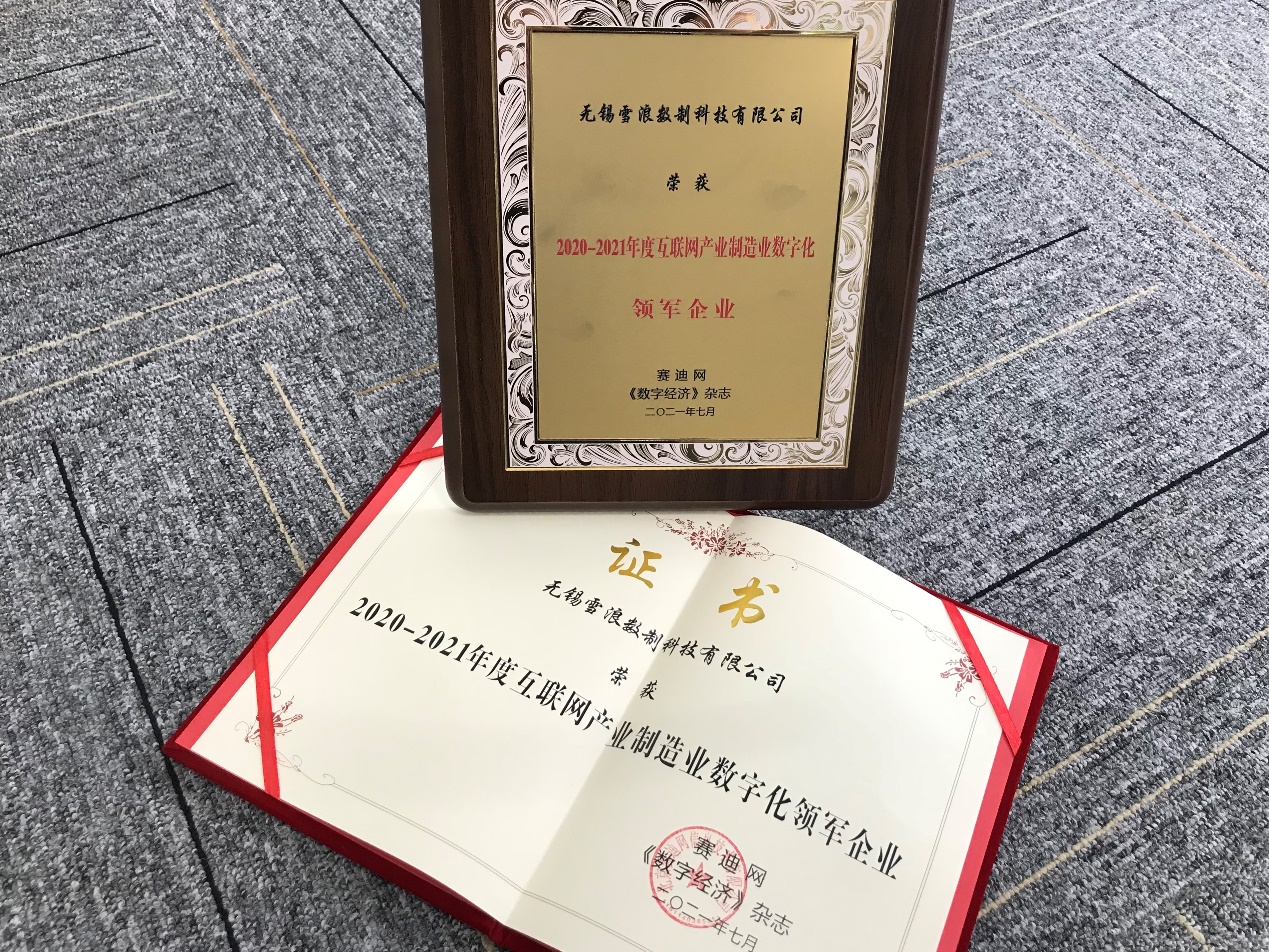 无锡雪浪数制科技有限公司
荣获
2020-2021年度互联网产业制造业数字化
领军企业
赛迪网
《数字经济》杂志
二〇二一年七月
证书
无锡雪浪数制科技有限公司
荣获
2020-2021年度互联网产业制造业数字化领军企业
赛迪网
《数字经济》杂志
二〇二一年七月